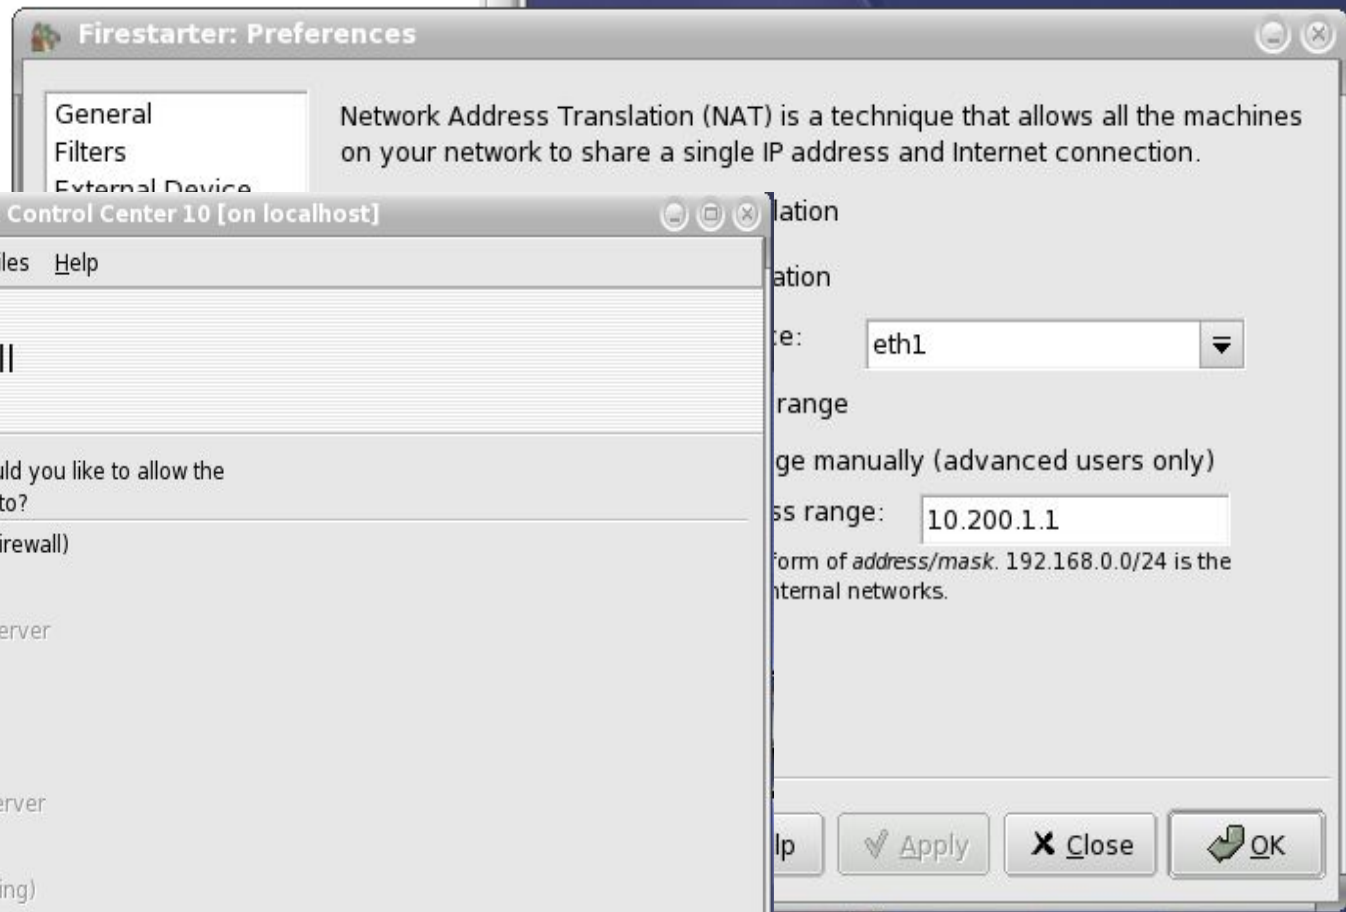 Firestarter: Preferences
General
Filters
External Device
Network Address Translation (NAT) is a technique that allows all the machines
on your network to share a single IP address and Internet connection.
lation
ation
ce:
eth1
range
ge manually (advanced users only)
ss range:
10.200.1.1
form of address/mask. 192.168.0.0/24 is the
nternal networks.
lp
Apply
Close
OK
Control Center 10 [on localhost]
iles Help
ll
uld you like to allow the
to?
irewall)
erver
erver
ing)